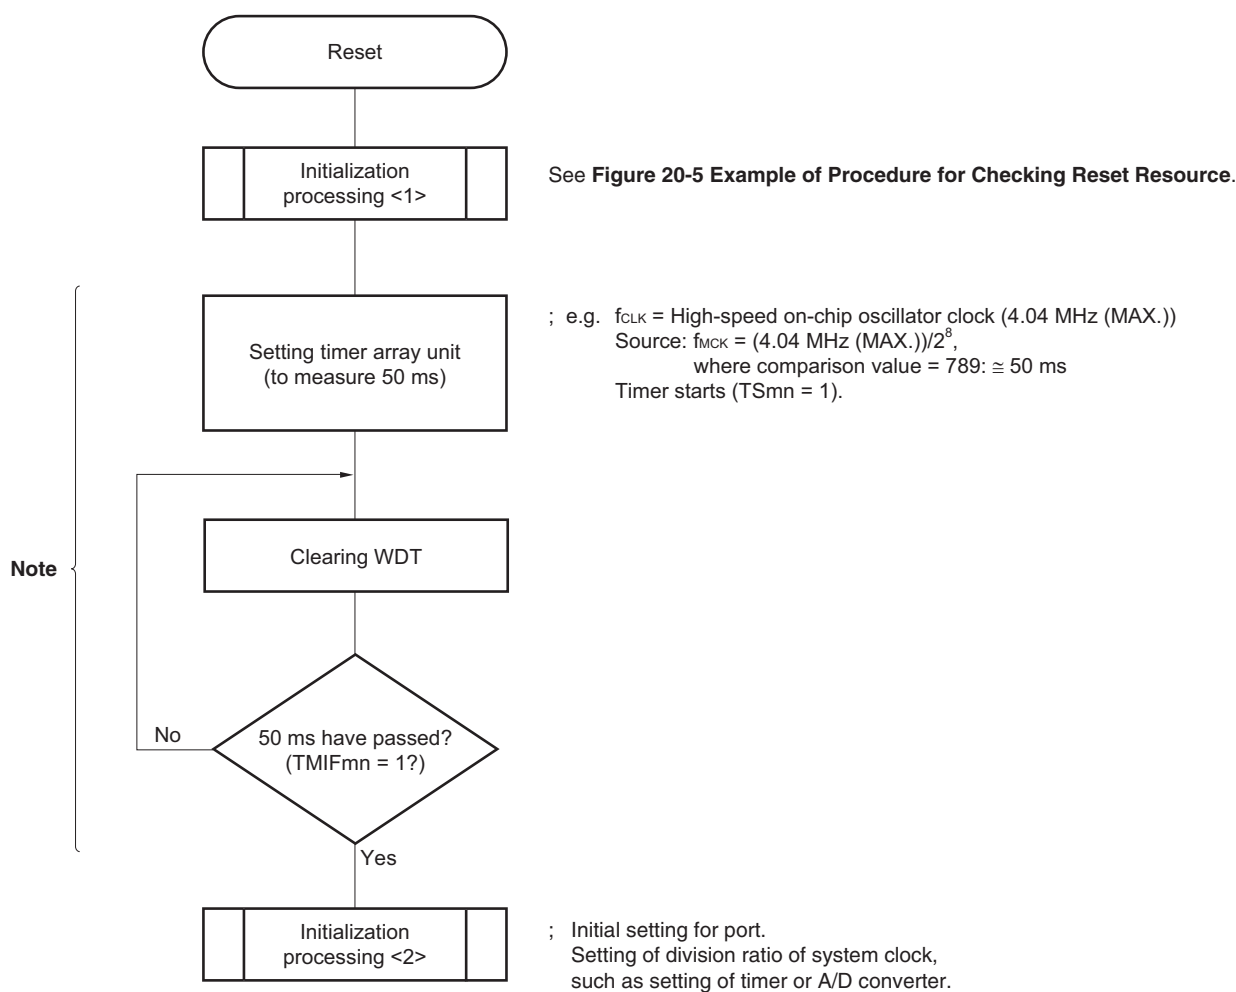 Reset
Initialization
processing <1>
See Figure 20-5 Example of Procedure for Checking Reset Resource.
Setting timer array unit
(to measure 50 ms)
; e.g. fCLK = High-speed on-chip oscillator clock (4.04 MHz (MAX.))
Source: fMCK = (4.04 MHz (MAX.))/2⁸,
where comparison value = 789: ≅ 50 ms
Timer starts (TSmn = 1).
Clearing WDT
Note
No
50 ms have passed?
(TMIFmn = 1?)
Yes
Initialization
processing <2>
; Initial setting for port.
Setting of division ratio of system clock,
such as setting of timer or A/D converter.